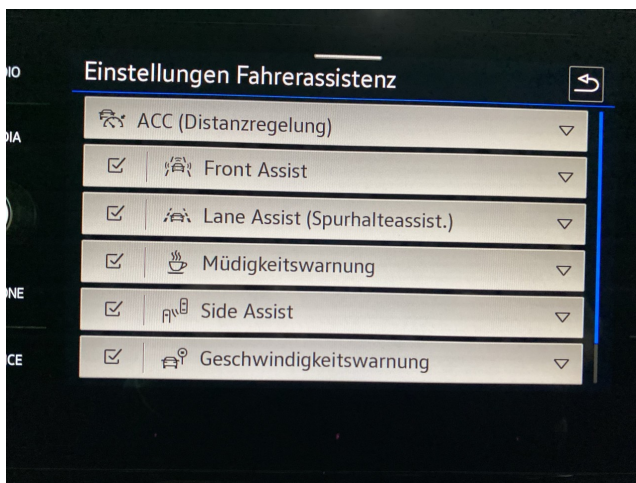 Einstellungen Fahrerassistenz
ACC (Distanzregelung)
Front Assist
Lane Assist (Spurhalteassist.)
Müdigkeitswarnung
Side Assist
Geschwindigkeitswarnung